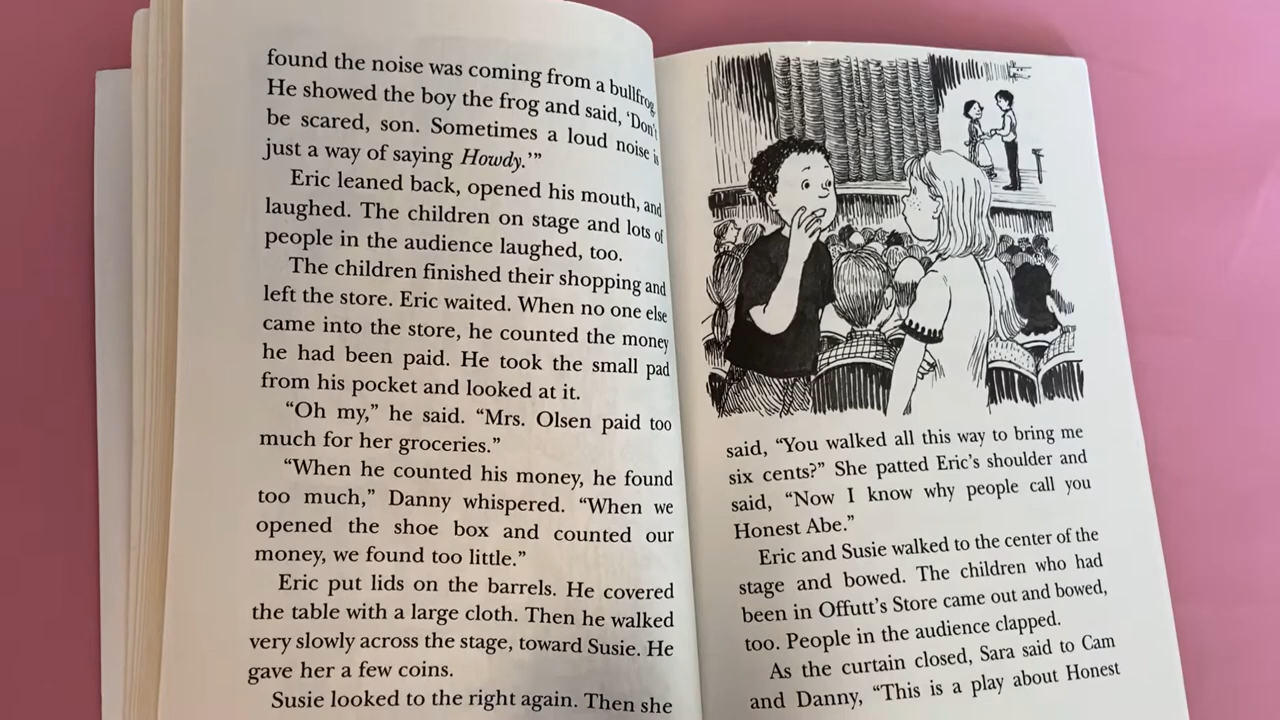 found the noise was coming from a bullfrog.
He showed the boy the frog and said, ‘Don’t
be scared, son. Sometimes a loud noise is
just a way of saying Howdy.’”
Eric leaned back, opened his mouth, and
laughed. The children on stage and lots of
people in the audience laughed, too.
The children finished their shopping and
left the store. Eric waited. When no one else
came into the store, he counted the money
he had been paid. He took the small pad
from his pocket and looked at it.
“Oh my,” he said. “Mrs. Olsen paid too
much for her groceries.”
“When he counted his money, he found
too much,” Danny whispered. “When we
opened the shoe box and counted our
money, we found too little.”
Eric put lids on the barrels. He covered
the table with a large cloth. Then he walked
very slowly across the stage, toward Susie. He
gave her a few coins.
Susie looked to the right again. Then she
said, “You walked all this way to bring me
six cents?” She patted Eric’s shoulder and
said, “Now I know why people call you
Honest Abe.”
Eric and Susie walked to the center of the
stage and bowed. The children who had
been in Offutt’s Store came out and bowed,
too. People in the audience clapped.
As the curtain closed, Sara said to Cam
and Danny, “This is a play about Honest